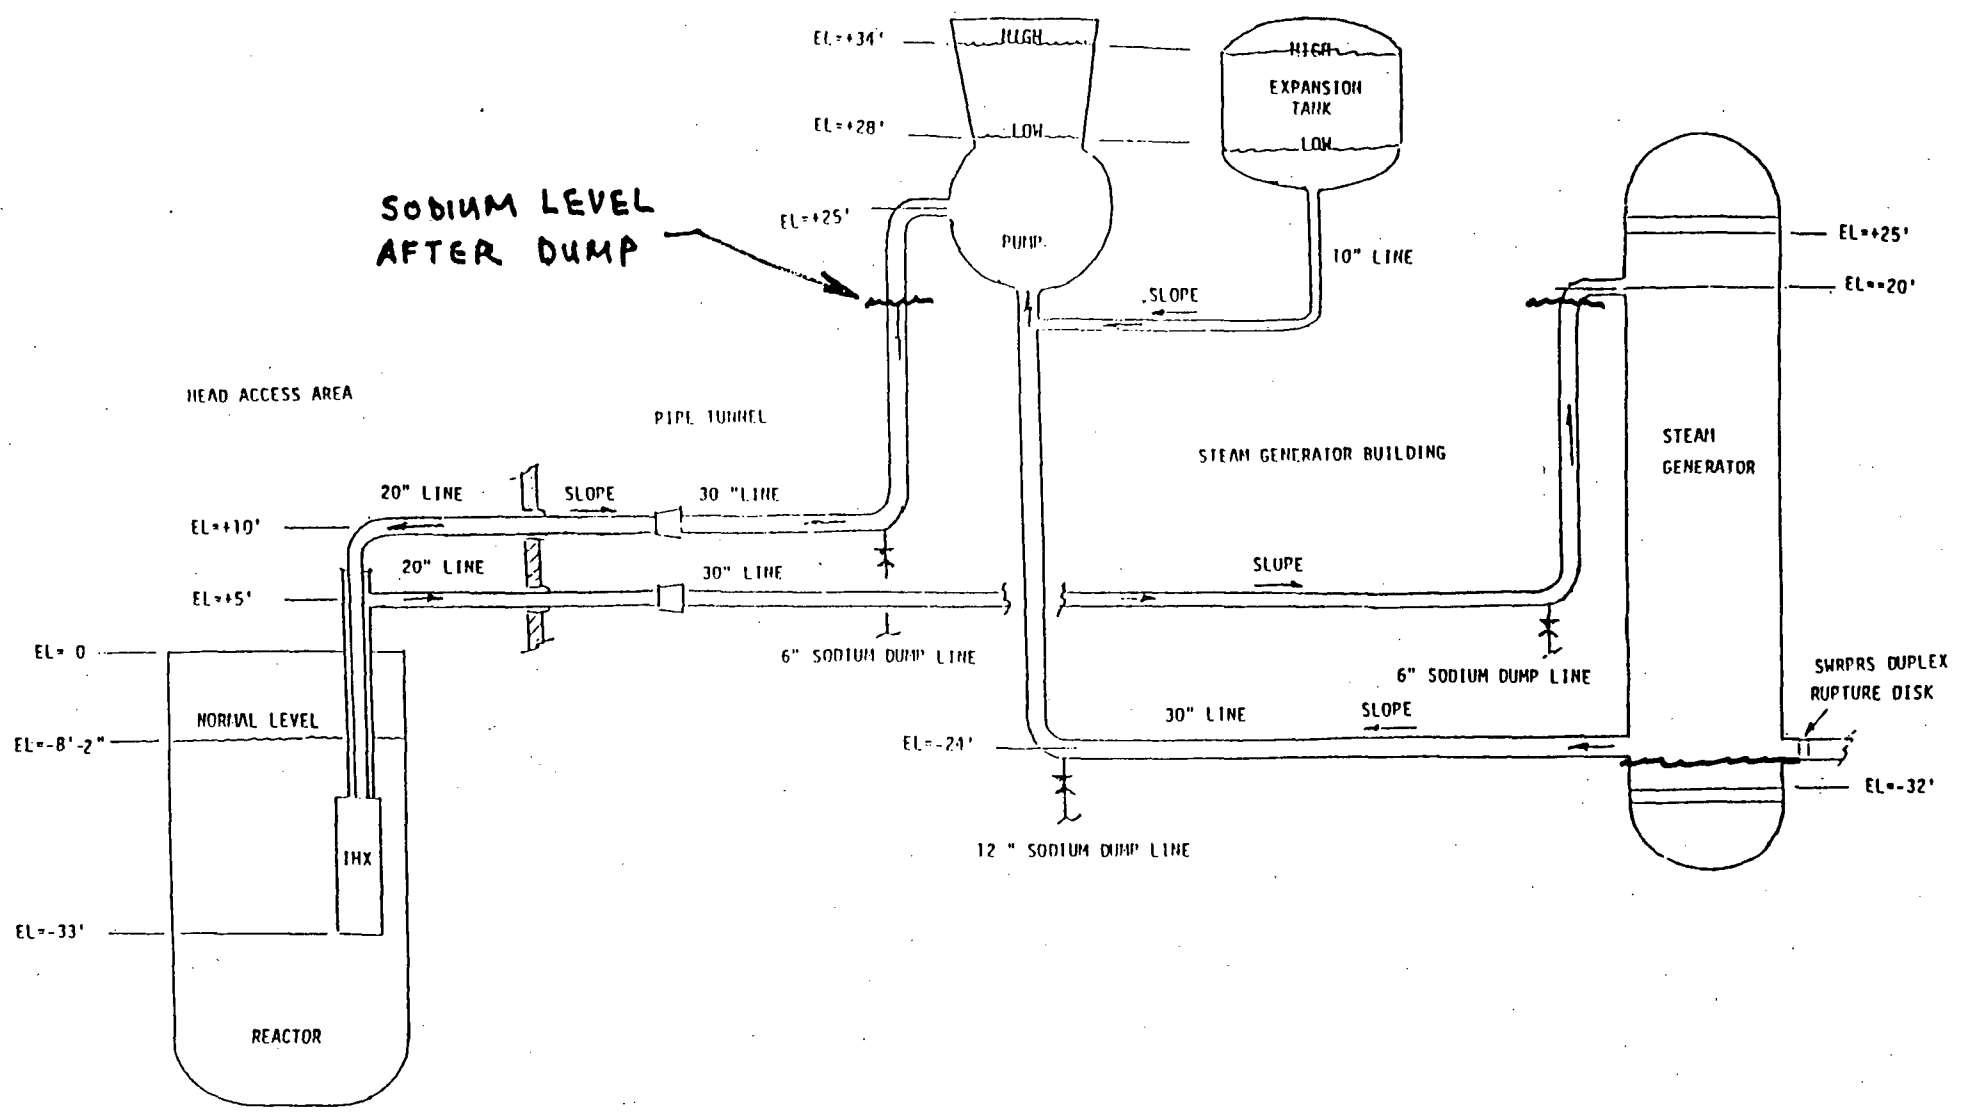 EL=+34'
HIGH
HIGH
EXPANSION
TANK
EL=+28'
LOW
LOW
SODIUM LEVEL
AFTER DUMP
EL=+25'
PUMP
10" LINE
EL=+25'
SLOPE
EL=+20'
HEAD ACCESS AREA
PIPE TUNNEL
STEAM GENERATOR BUILDING
STEAM
GENERATOR
20" LINE
SLOPE
30 "LINE
EL=+10'
20" LINE
30" LINE
SLOPE
EL=+5'
EL= 0
6" SODIUM DUMP LINE
6" SODIUM DUMP LINE
SWRPRS DUPLEX
RUPTURE DISK
NORMAL LEVEL
30" LINE
SLOPE
EL=-8'-2"
EL=-24'
EL=-32'
12 " SODIUM DUMP LINE
IHX
EL=-33'
REACTOR